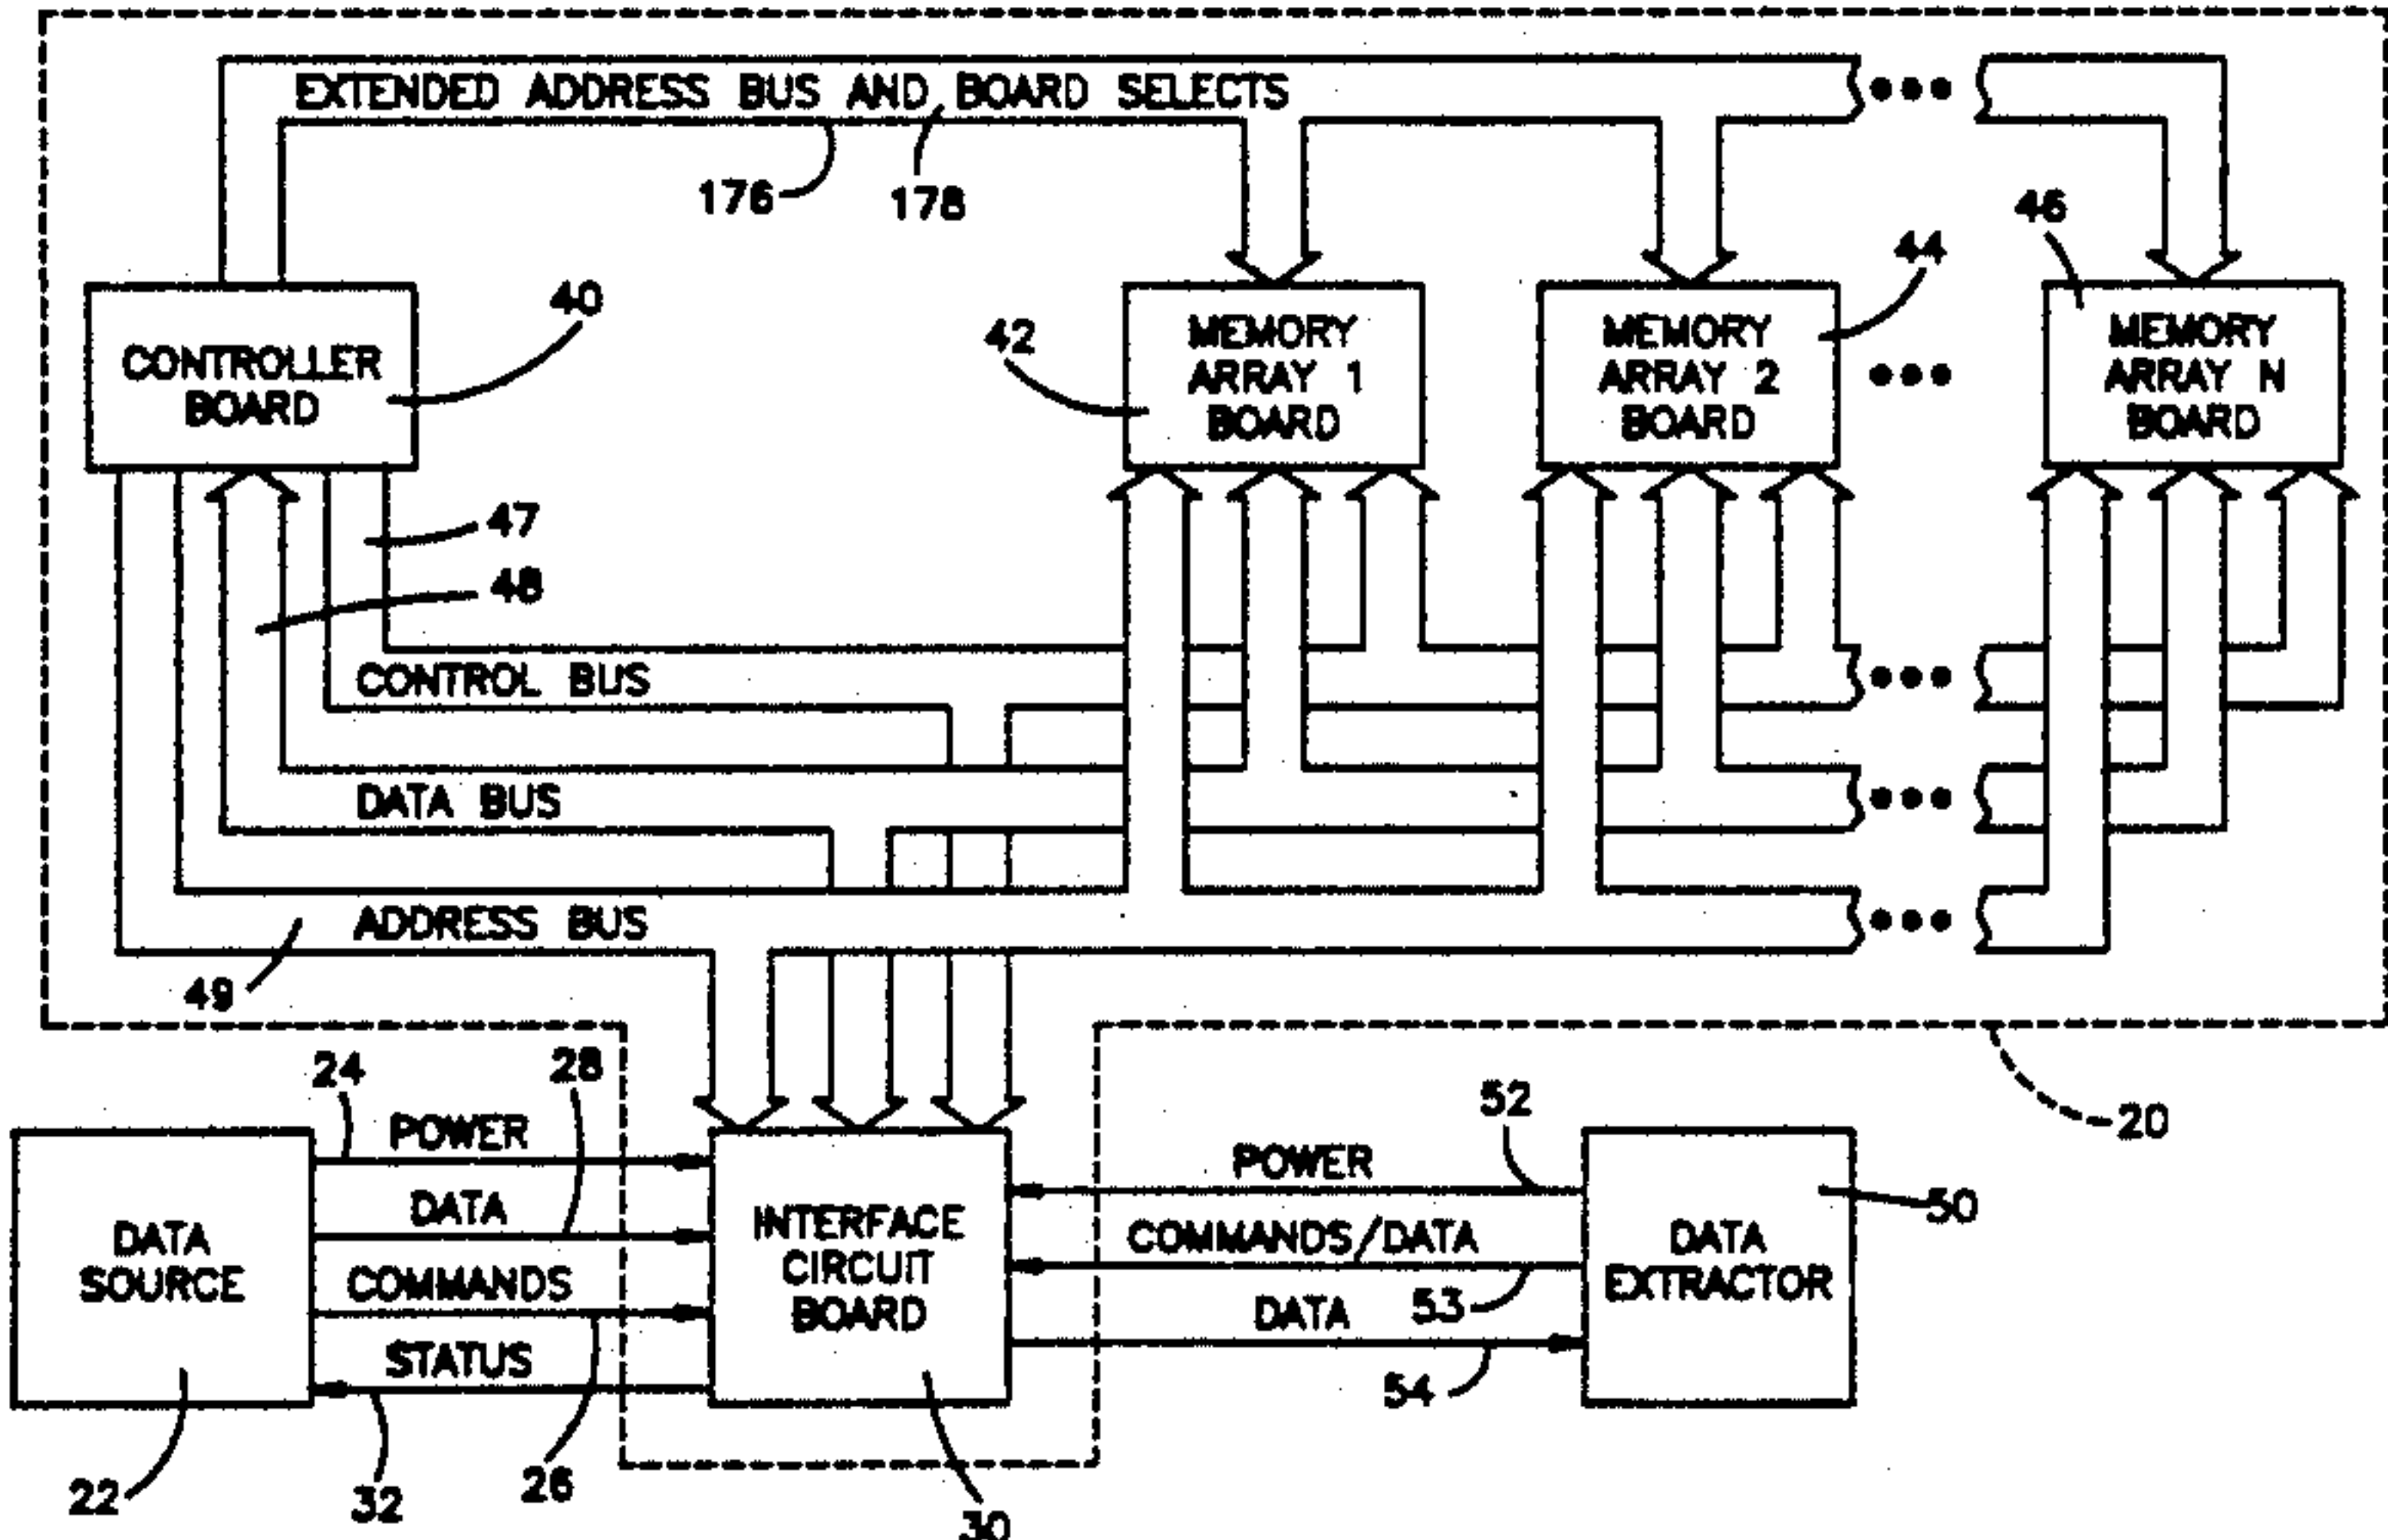 EXTENDED ADDRESS BUS AND BOARD SELECTS
176
178
46
44
40
42
CONTROLLER
BOARD
MEMORY
ARRAY 1
BOARD
MEMORY
ARRAY 2
BOARD
MEMORY
ARRAY N
BOARD
47
48
CONTROL BUS
DATA BUS
ADDRESS BUS
49
24
28
52
20
POWER
DATA
COMMANDS
STATUS
DATA
SOURCE
INTERFACE
CIRCUIT
BOARD
POWER
COMMANDS/DATA
DATA
53
54
DATA
EXTRACTOR
50
22
32
26
30